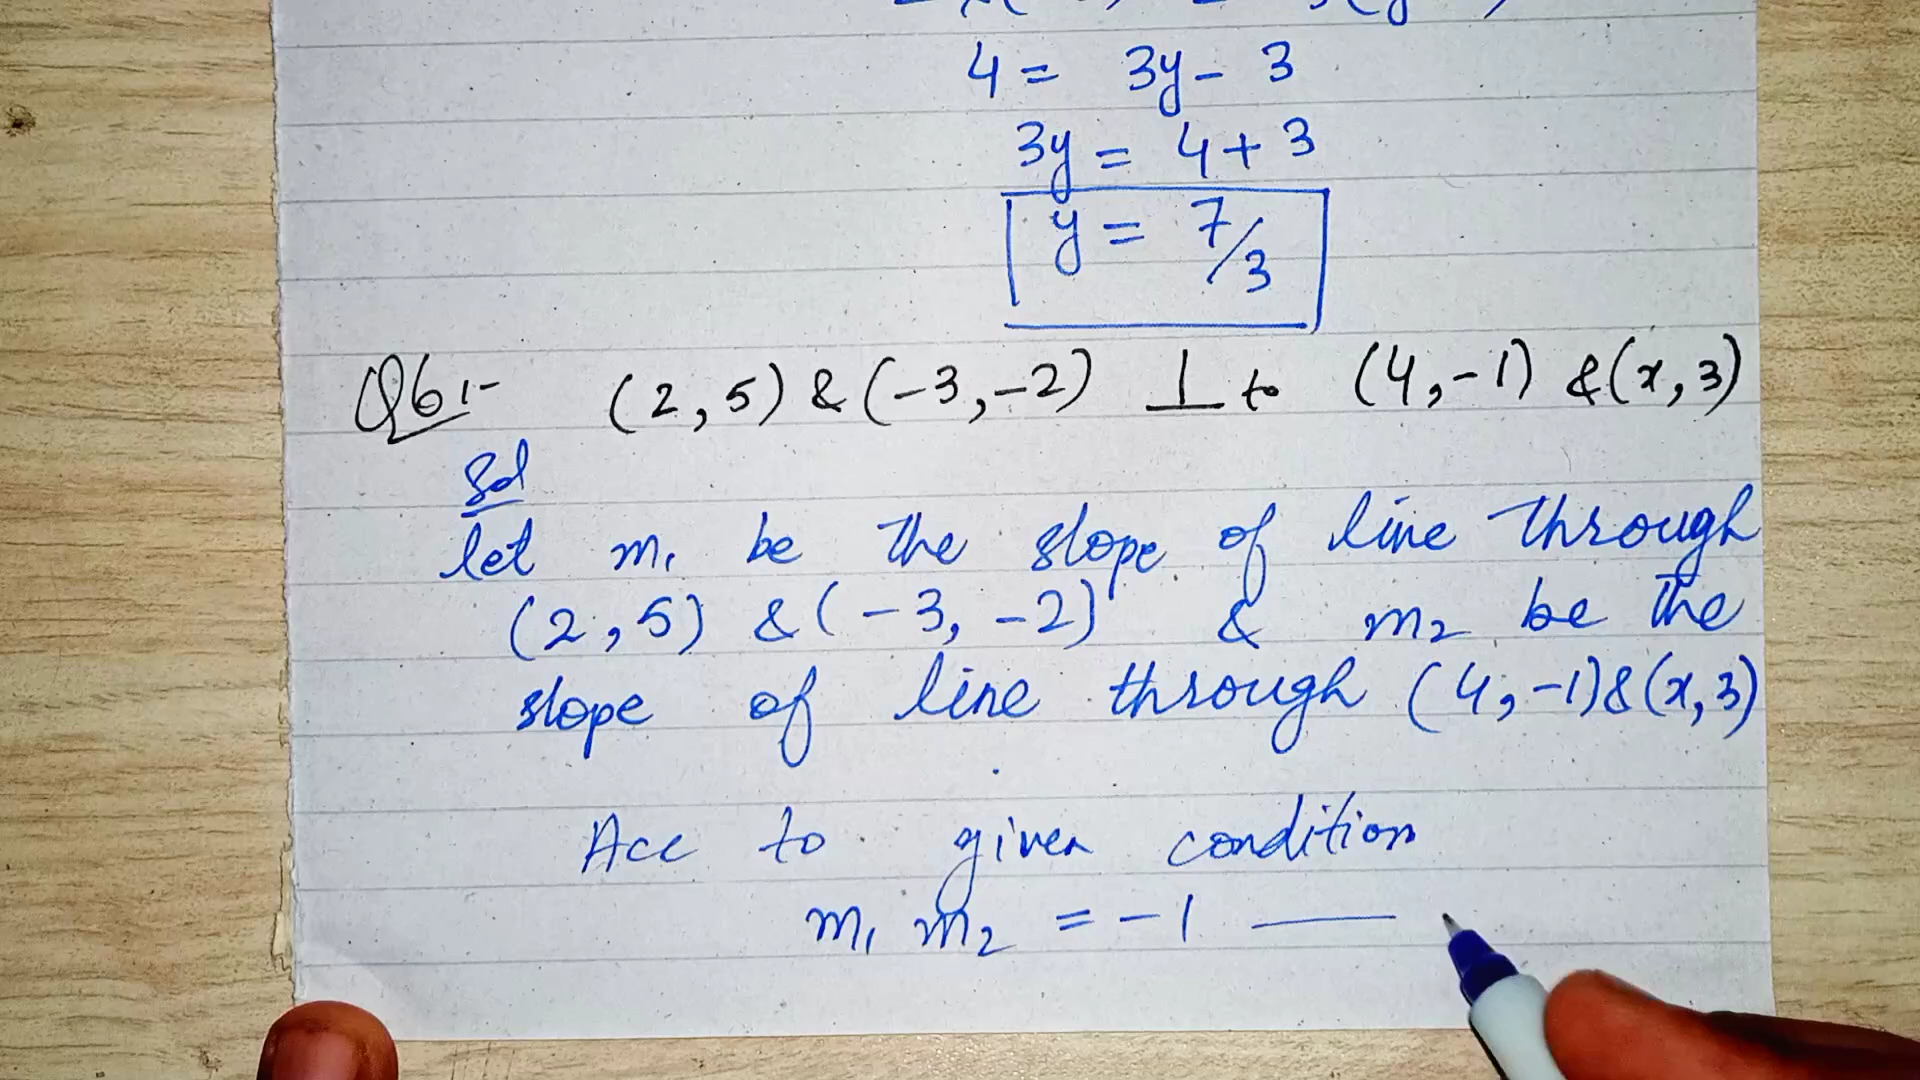 4 = 3y - 3
3y = 4 + 3
y = 7/3
Q6:- (2, 5) & (-3, -2) ⊥ to (4, -1) & (x, 3)
Sol
let m₁ be the slope of line through
(2, 5) & (-3, -2) & m₂ be the
slope of line through (4, -1) & (x, 3)
Acc to given condition
m₁ m₂ = -1 ——